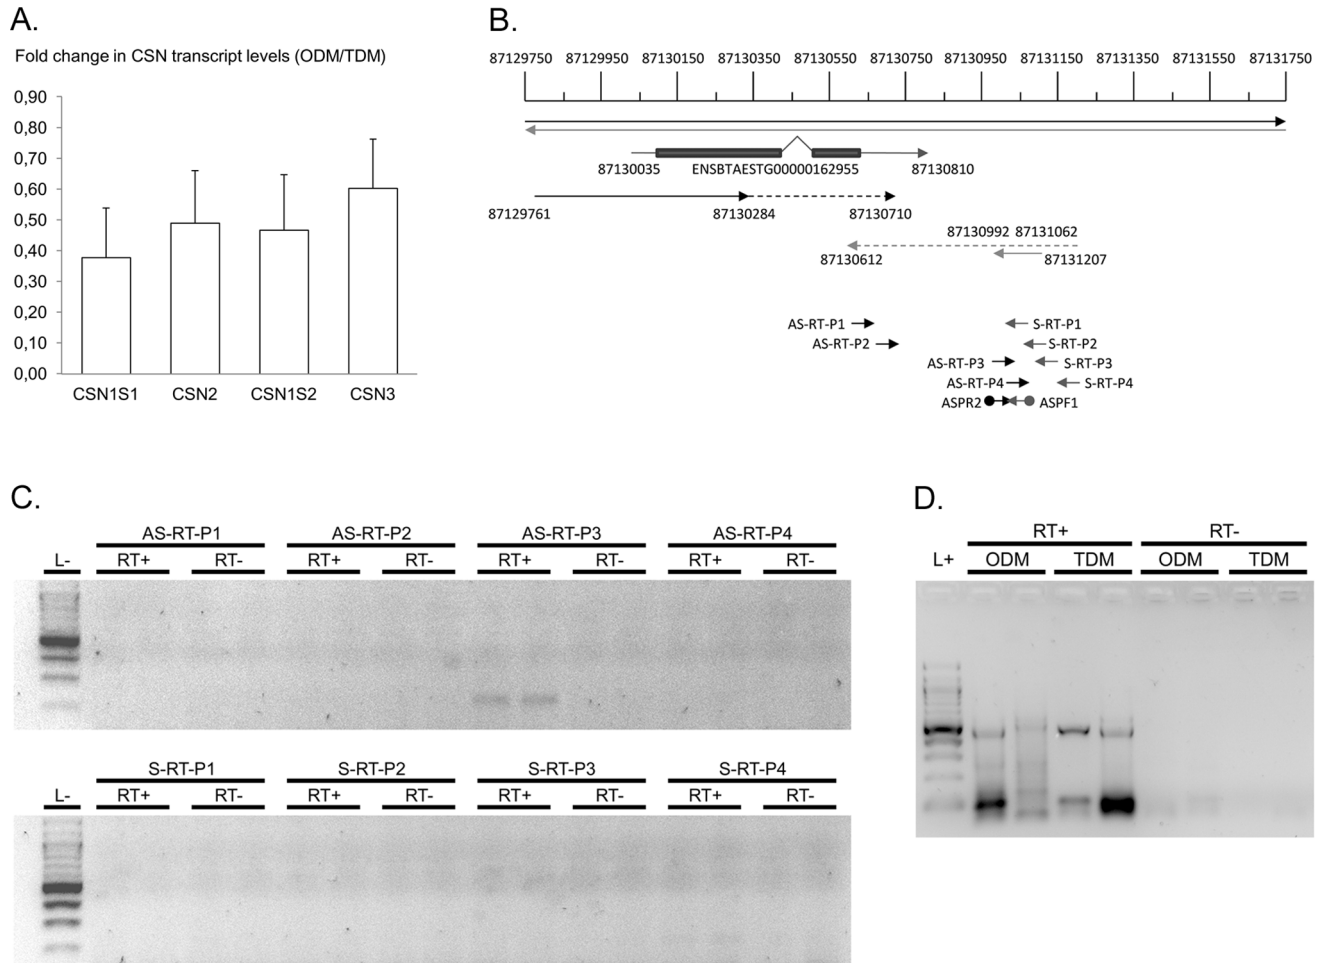 A.
Fold change in CSN transcript levels (ODM/TDM)
0,90
0,80
0,70
0,60
0,50
0,40
0,30
0,20
0,10
0,00
CSN1S1 CSN2 CSN1S2 CSN3
B.
87129750 87129950 87130150 87130350 87130550 87130750 87130950 87131150 87131350 87131550 87131750
87130035 ENSBTAESTG00000162955 87130810
87129761 87130284 87130710
87130992 87131062
87130612 87131207
AS-RT-P1 S-RT-P1
AS-RT-P2 S-RT-P2
AS-RT-P3 S-RT-P3
AS-RT-P4 S-RT-P4
ASPR2 ASPF1
C.
AS-RT-P1 AS-RT-P2 AS-RT-P3 AS-RT-P4
L- RT+ RT- RT+ RT- RT+ RT- RT+ RT-
S-RT-P1 S-RT-P2 S-RT-P3 S-RT-P4
L- RT+ RT- RT+ RT- RT+ RT- RT+ RT-
D.
RT+ RT-
L+ ODM TDM ODM TDM